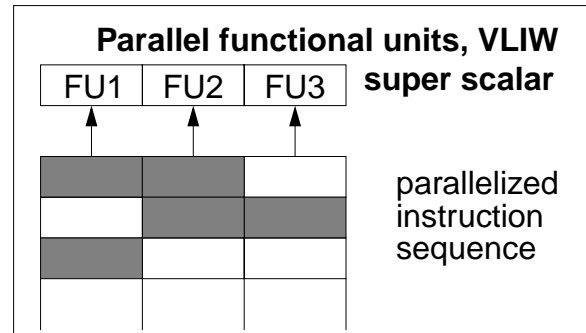 Parallel functional units, VLIW
super scalar
FU1 FU2 FU3
parallelized
instruction
sequence